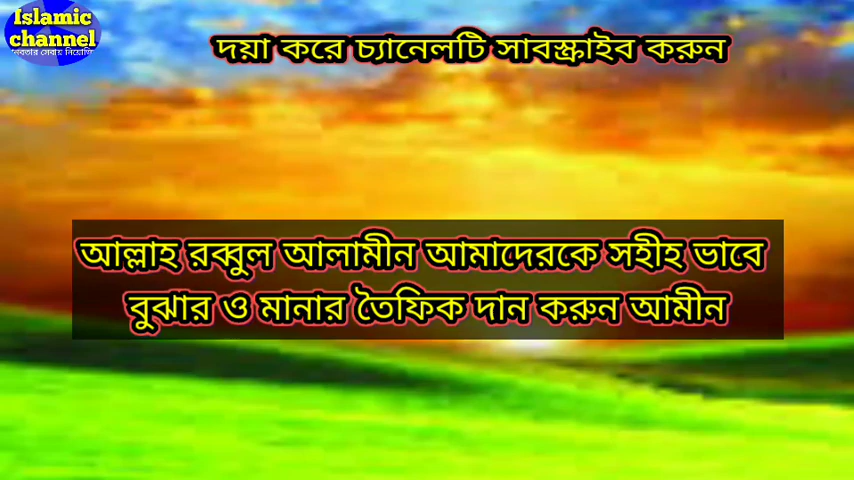 Islamic
channel
দয়া করে চ্যানেলটি সাবস্ক্রাইব করুন
আল্লাহ রব্বুল আলামীন আমাদেরকে সহীহ ভাবে
বুঝার ও মানার তৈফিক দান করুন আমীন